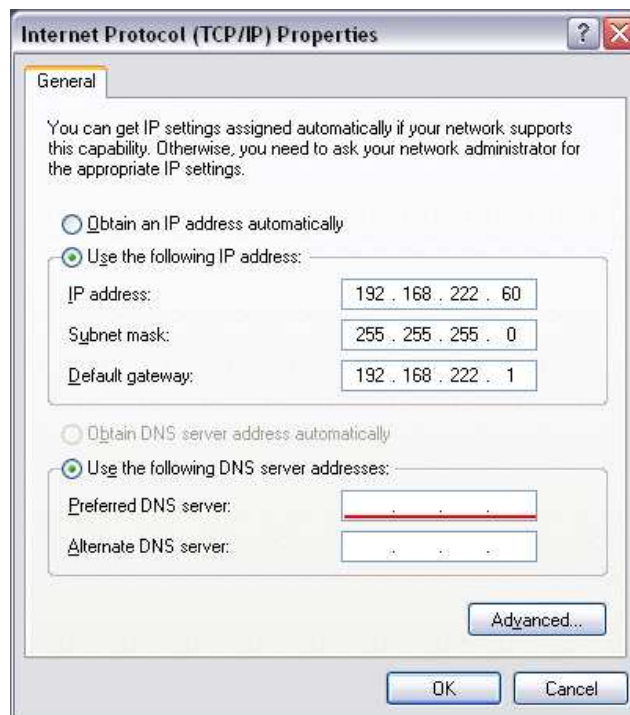 Internet Protocol (TCP/IP) Properties
General
You can get IP settings assigned automatically if your network supports
this capability. Otherwise, you need to ask your network administrator for
the appropriate IP settings.
Obtain an IP address automatically
Use the following IP address:
IP address: 192 . 168 . 222 . 60
Subnet mask: 255 . 255 . 255 . 0
Default gateway: 192 . 168 . 222 . 1
Obtain DNS server address automatically
Use the following DNS server addresses:
Preferred DNS server: . . .
Alternate DNS server: . . .
Advanced...
OK Cancel